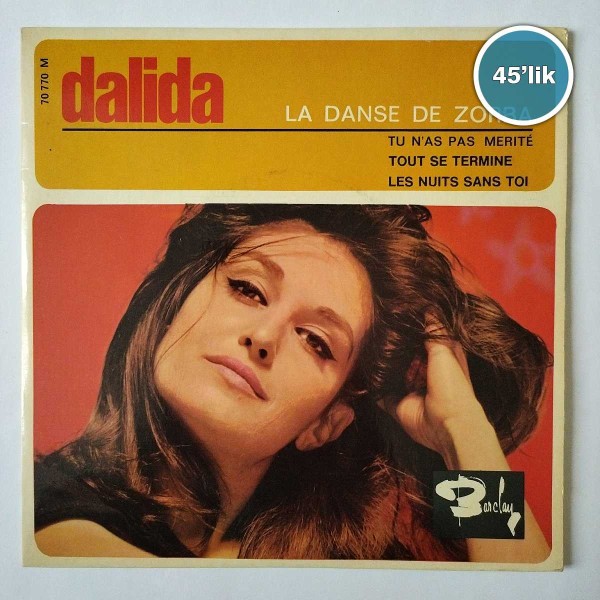 70 770 M
dalida
45’lik
LA DANSE DE ZORBA
TU N'AS PAS MERITÉ
TOUT SE TERMINE
LES NUITS SANS TOI
Barclay